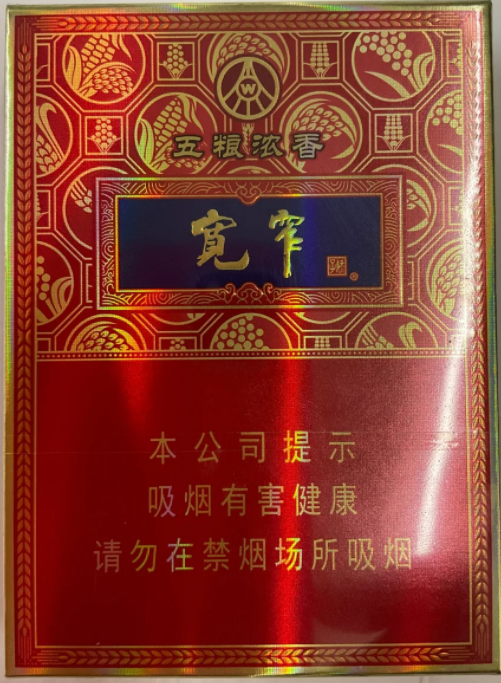 五粮浓香
宽窄
®
本公司提示
吸烟有害健康
请勿在禁烟场所吸烟